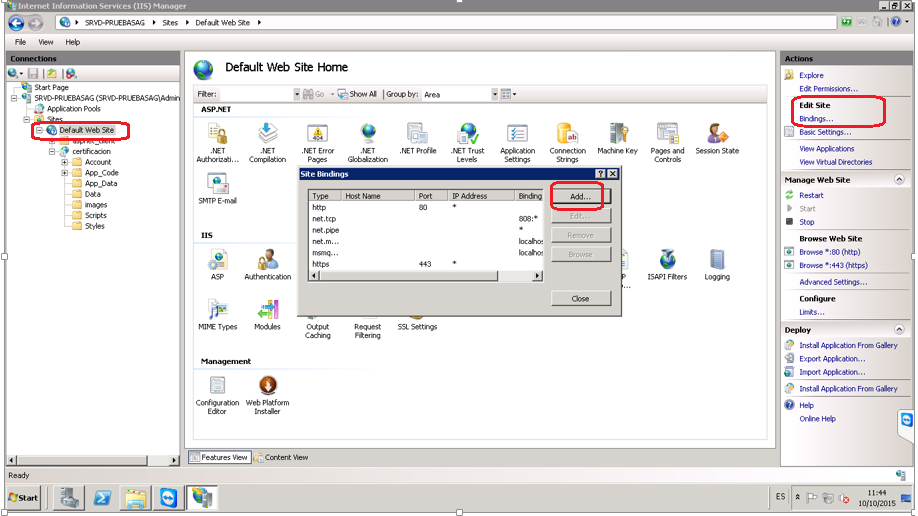 Internet Information Services (IIS) Manager
SRVD-PRUEBASAG
Sites
Default Web Site
File View Help
Connections
Start Page
SRVD-PRUEBASAG (SRVD-PRUEBASAG\Admin
Application Pools
Sites
Default Web Site
aspnet_client
certificacion
Account
App_Code
App_Data
Data
images
Scripts
Styles
Default Web Site Home
Filter: Go Show All Group by: Area
ASP.NET
.NET Authorizati...
.NET Compilation
.NET Error Pages
.NET Globalization
.NET Profile
.NET Trust Levels
Application Settings
Connection Strings
Machine Key
Pages and Controls
Session State
SMTP E-mail
IIS
ASP
Authentication
ISAPI Filters
Logging
MIME Types
Modules
Output Caching
Request Filtering
SSL Settings
Management
Configuration Editor
Web Platform Installer
Site Bindings
Type Host Name Port IP Address Binding
http 80 *
net.tcp 808:*
net.pipe *
net.m... localhos
msmq... localhos
https 443 *
Add...
Edit...
Remove
Browse
Close
Features View Content View
Actions
Explore
Edit Permissions...
Edit Site
Bindings...
Basic Settings...
View Applications
View Virtual Directories
Manage Web Site
Restart
Start
Stop
Browse Web Site
Browse *:80 (http)
Browse *:443 (https)
Advanced Settings...
Configure
Limits...
Deploy
Install Application From Gallery
Export Application...
Import Application...
Install Application From Gallery
Help
Online Help
Ready
Start
ES
11:44
10/10/2015